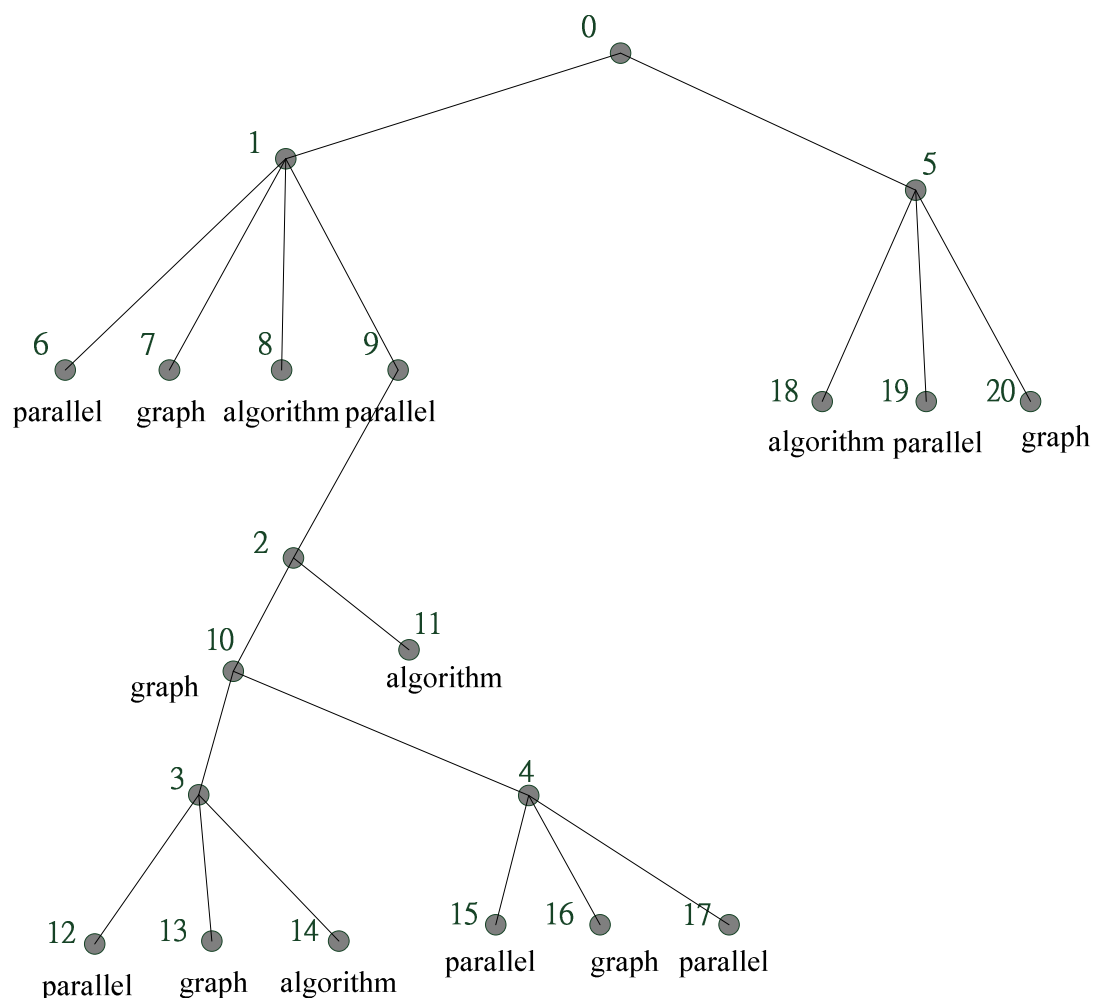 0
1
5
6 7 8 9
parallel graph algorithm parallel
18 19 20
algorithm parallel graph
2
11
10
algorithm
graph
3 4
15 16 17
12 13 14
parallel graph parallel
parallel graph algorithm